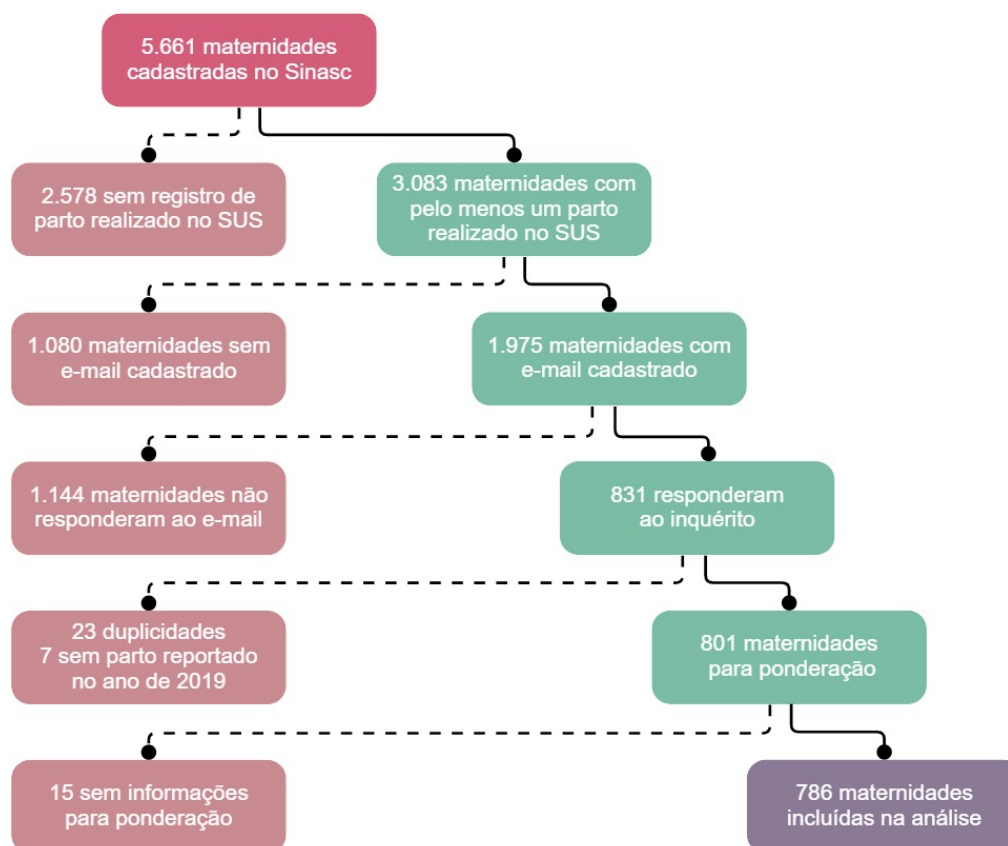 5.661 maternidades
cadastradas no Sinasc
2.578 sem registro de
parto realizado no SUS
3.083 maternidades com
pelo menos um parto
realizado no SUS
1.080 maternidades sem
e-mail cadastrado
1.975 maternidades com
e-mail cadastrado
1.144 maternidades não
responderam ao e-mail
831 responderam
ao inquérito
23 duplicidades
7 sem parto reportado
no ano de 2019
801 maternidades
para ponderação
15 sem informações
para ponderação
786 maternidades
incluídas na análise